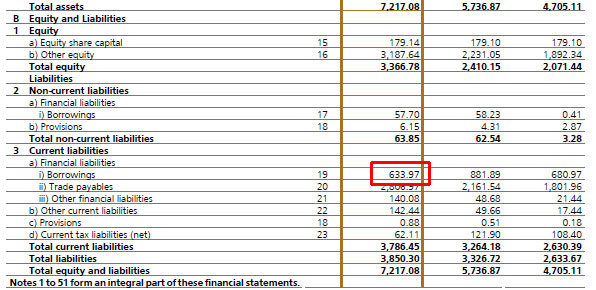 Total assets 7,217.08 5,736.87 4,705.11
B Equity and Liabilities
1 Equity
a) Equity share capital 15 179.14 179.10 179.10
b) Other equity 16 3,187.64 2,231.05 1,892.34
Total equity 3,366.78 2,410.15 2,071.44
Liabilities
2 Non-current liabilities
a) Financial liabilities
i) Borrowings 17 57.70 58.23 0.41
b) Provisions 18 6.15 4.31 2.87
Total non-current liabilities 63.85 62.54 3.28
3 Current liabilities
a) Financial liabilities
i) Borrowings 19 633.97 881.89 680.97
ii) Trade payables 20 2,806.97 2,161.54 1,801.96
iii) Other financial liabilities 21 140.08 48.68 21.44
b) Other current liabilities 22 142.44 49.66 17.44
c) Provisions 18 0.88 0.51 0.18
d) Current tax liabilities (net) 23 62.11 121.90 108.40
Total current liabilities 3,786.45 3,264.18 2,630.39
Total liabilities 3,850.30 3,326.72 2,633.67
Total equity and liabilities 7,217.08 5,736.87 4,705.11
Notes 1 to 51 form an integral part of these financial statements.